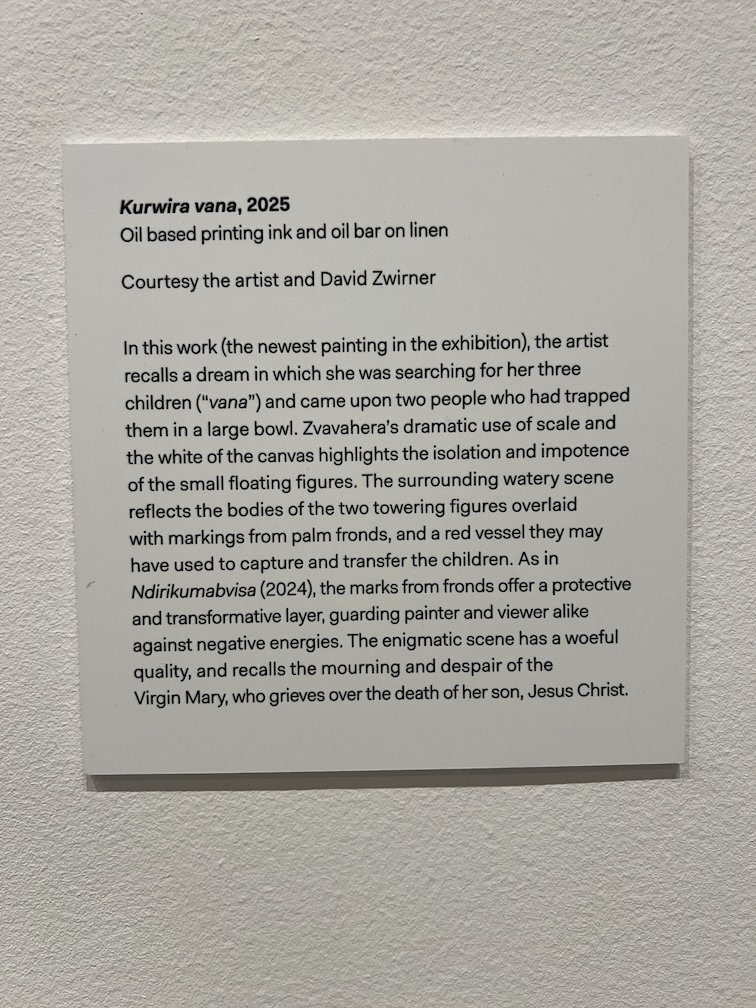 Kurwira vana, 2025
Oil based printing ink and oil bar on linen
Courtesy the artist and David Zwirner
In this work (the newest painting in the exhibition), the artist
recalls a dream in which she was searching for her three
children (“vana”) and came upon two people who had trapped
them in a large bowl. Zvavahera’s dramatic use of scale and
the white of the canvas highlights the isolation and impotence
of the small floating figures. The surrounding watery scene
reflects the bodies of the two towering figures overlaid
with markings from palm fronds, and a red vessel they may
have used to capture and transfer the children. As in
Ndirikumabvisa (2024), the marks from fronds offer a protective
and transformative layer, guarding painter and viewer alike
against negative energies. The enigmatic scene has a woeful
quality, and recalls the mourning and despair of the
Virgin Mary, who grieves over the death of her son, Jesus Christ.